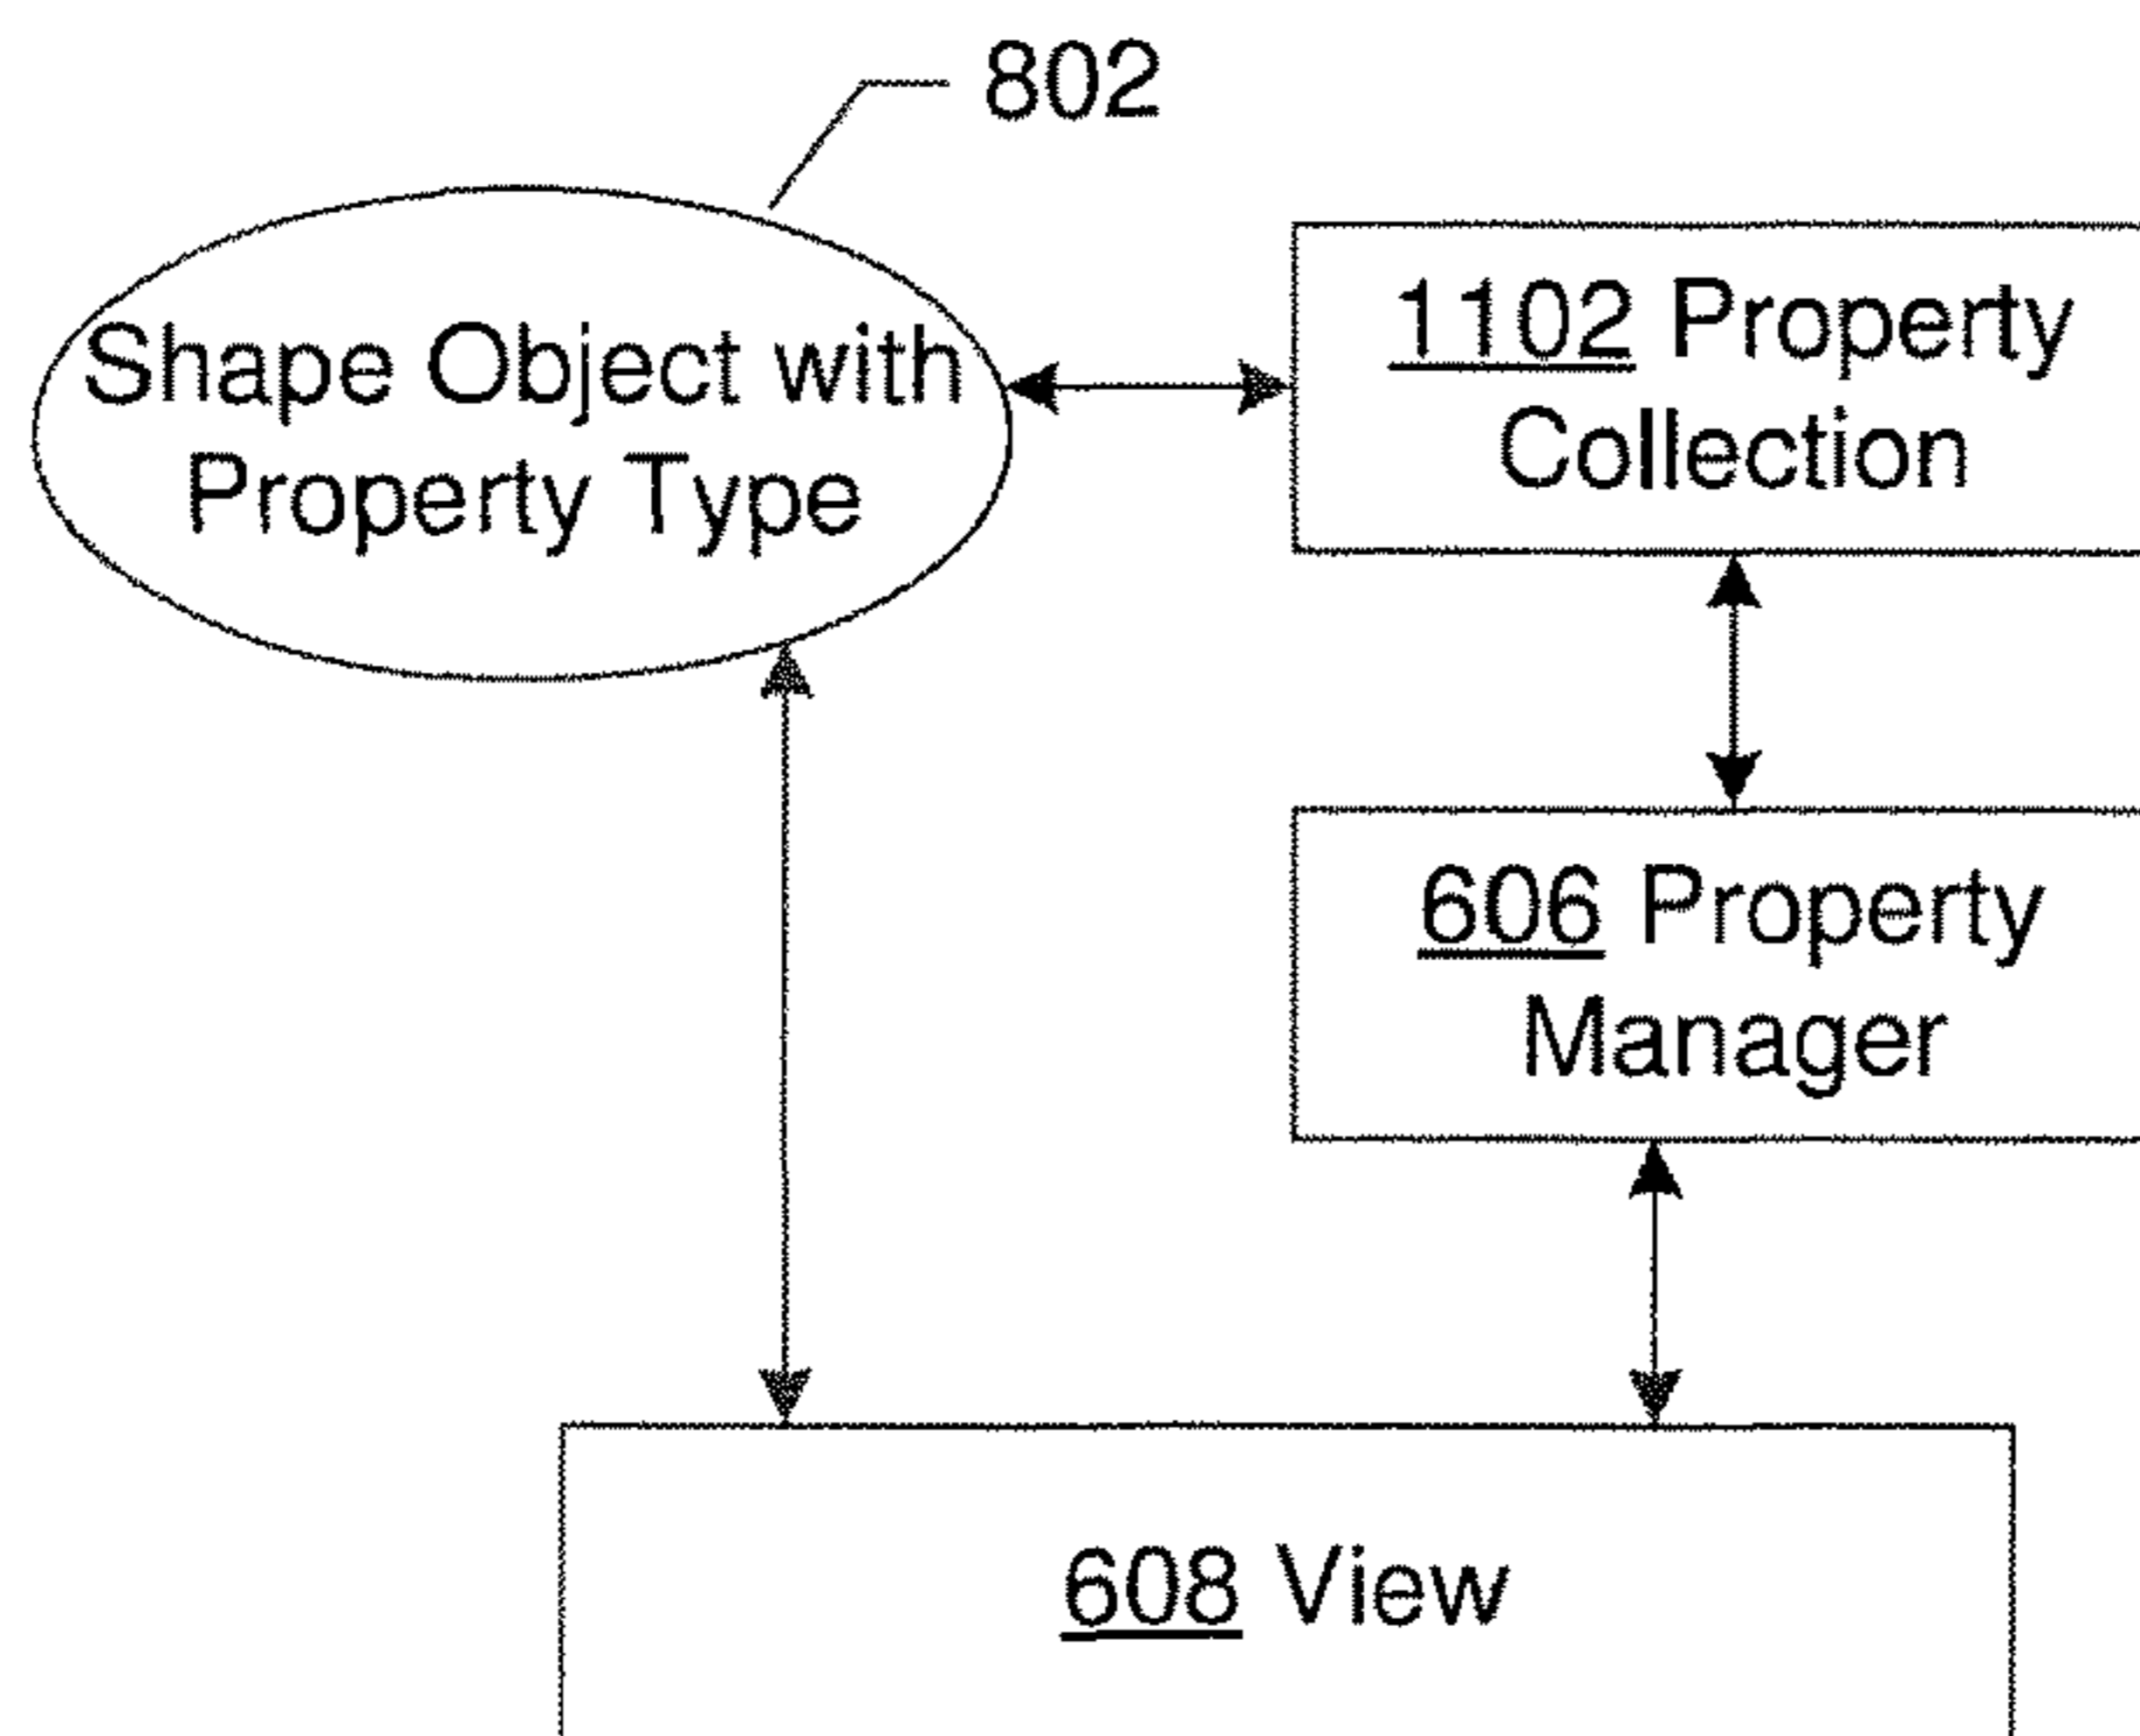 802
Shape Object with
Property Type
1102 Property
Collection
606 Property
Manager
608 View